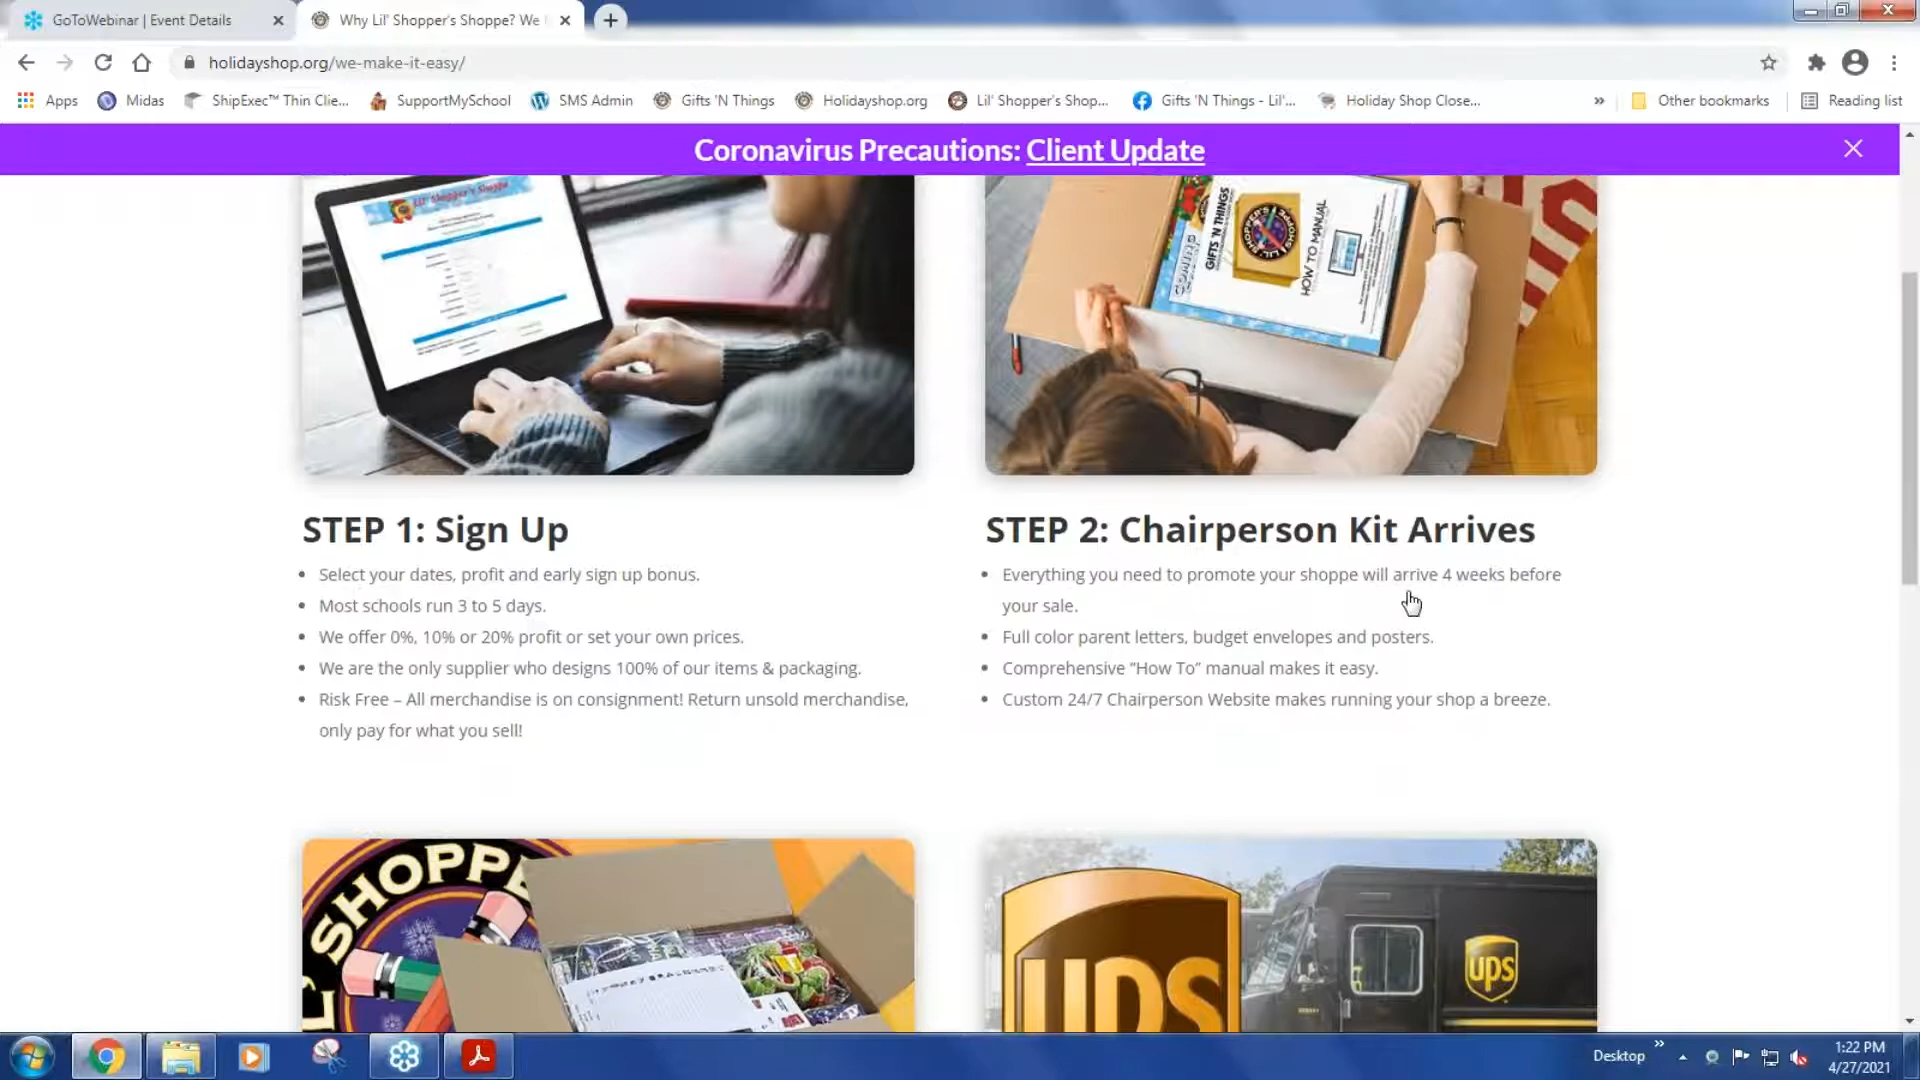 GoToWebinar | Event Details
Why Lil' Shopper's Shoppe? We
holidayshop.org/we-make-it-easy/
Apps
Midas
ShipExec™ Thin Clie...
SupportMySchool
SMS Admin
Gifts 'N Things
Holidayshop.org
Lil' Shopper's Shop...
Gifts 'N Things - Lil'...
Holiday Shop Close...
»
Other bookmarks
Reading list
Coronavirus Precautions: Client Update
Lil' Shopper's Shoppe
GIFTS 'N THINGS
LIL' SHOPPER'S SHOPPE
HOW TO MANUAL
STEP 1: Sign Up
• Select your dates, profit and early sign up bonus.
• Most schools run 3 to 5 days.
• We offer 0%, 10% or 20% profit or set your own prices.
• We are the only supplier who designs 100% of our items & packaging.
• Risk Free – All merchandise is on consignment! Return unsold merchandise,
only pay for what you sell!
STEP 2: Chairperson Kit Arrives
• Everything you need to promote your shoppe will arrive 4 weeks before
your sale.
• Full color parent letters, budget envelopes and posters.
• Comprehensive “How To” manual makes it easy.
• Custom 24/7 Chairperson Website makes running your shop a breeze.
SHOPPE
ups
ups
Desktop
»
1:22 PM
4/27/2021